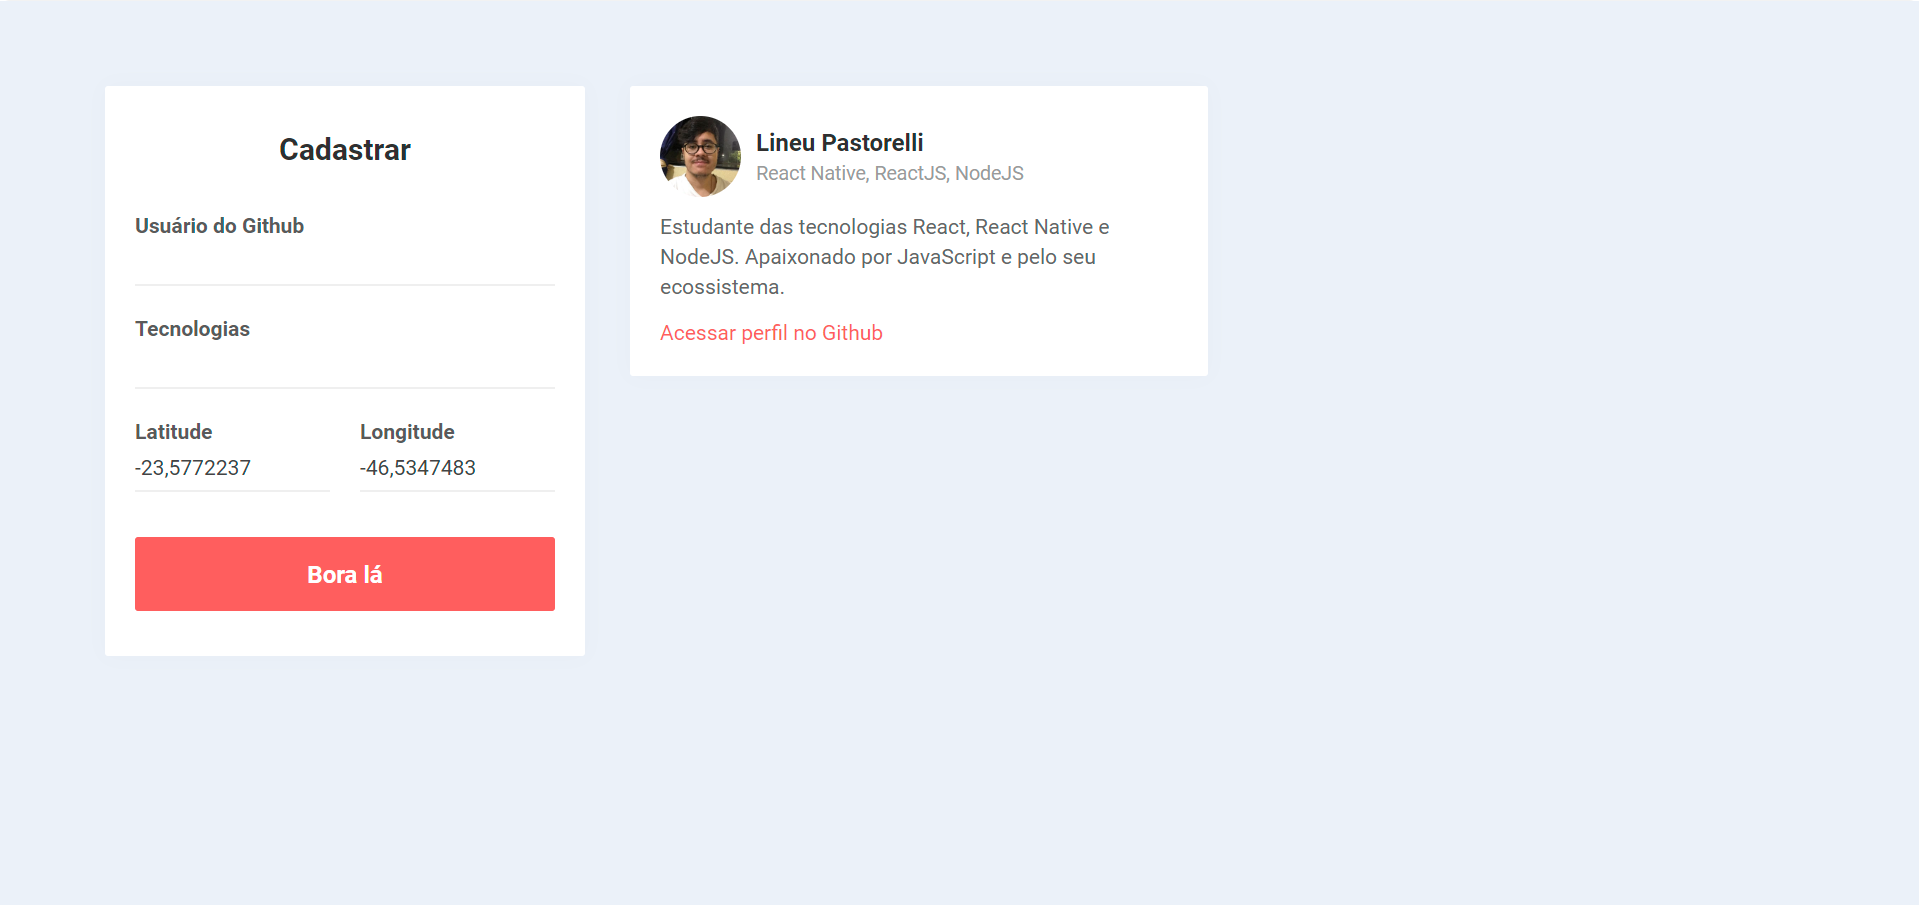 Cadastrar
Usuário do Github
Tecnologias
Latitude
-23,5772237
Longitude
-46,5347483
Bora lá
Lineu Pastorelli
React Native, ReactJS, NodeJS
Estudante das tecnologias React, React Native e
NodeJS. Apaixonado por JavaScript e pelo seu
ecossistema.
Acessar perfil no Github